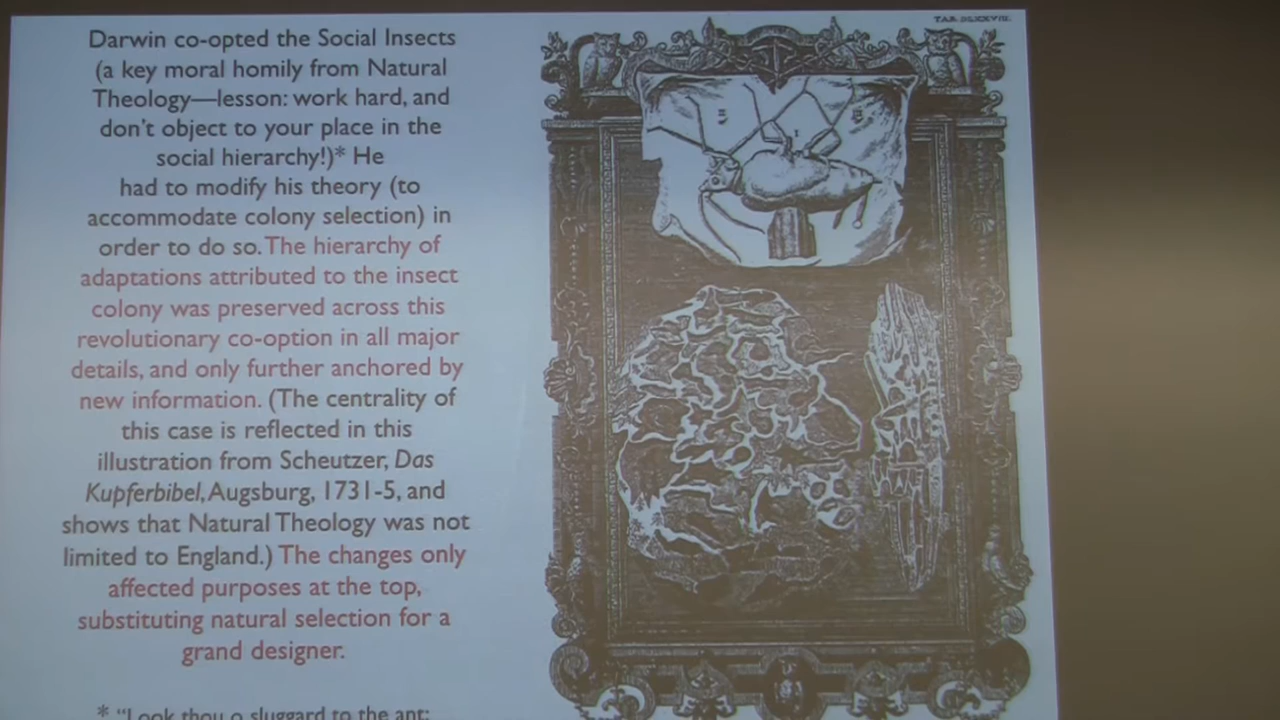 Darwin co-opted the Social Insects
(a key moral homily from Natural
Theology—lesson: work hard, and
don't object to your place in the
social hierarchy!)* He
had to modify his theory (to
accommodate colony selection) in
order to do so. The hierarchy of
adaptations attributed to the insect
colony was preserved across this
revolutionary co-option in all major
details, and only further anchored by
new information. (The centrality of
this case is reflected in this
illustration from Scheutzer, Das
Kupferbibel, Augsburg, 1731-5, and
shows that Natural Theology was not
limited to England.) The changes only
affected purposes at the top,
substituting natural selection for a
grand designer.
* "Look thou o sluggard to the ant;
TAB.